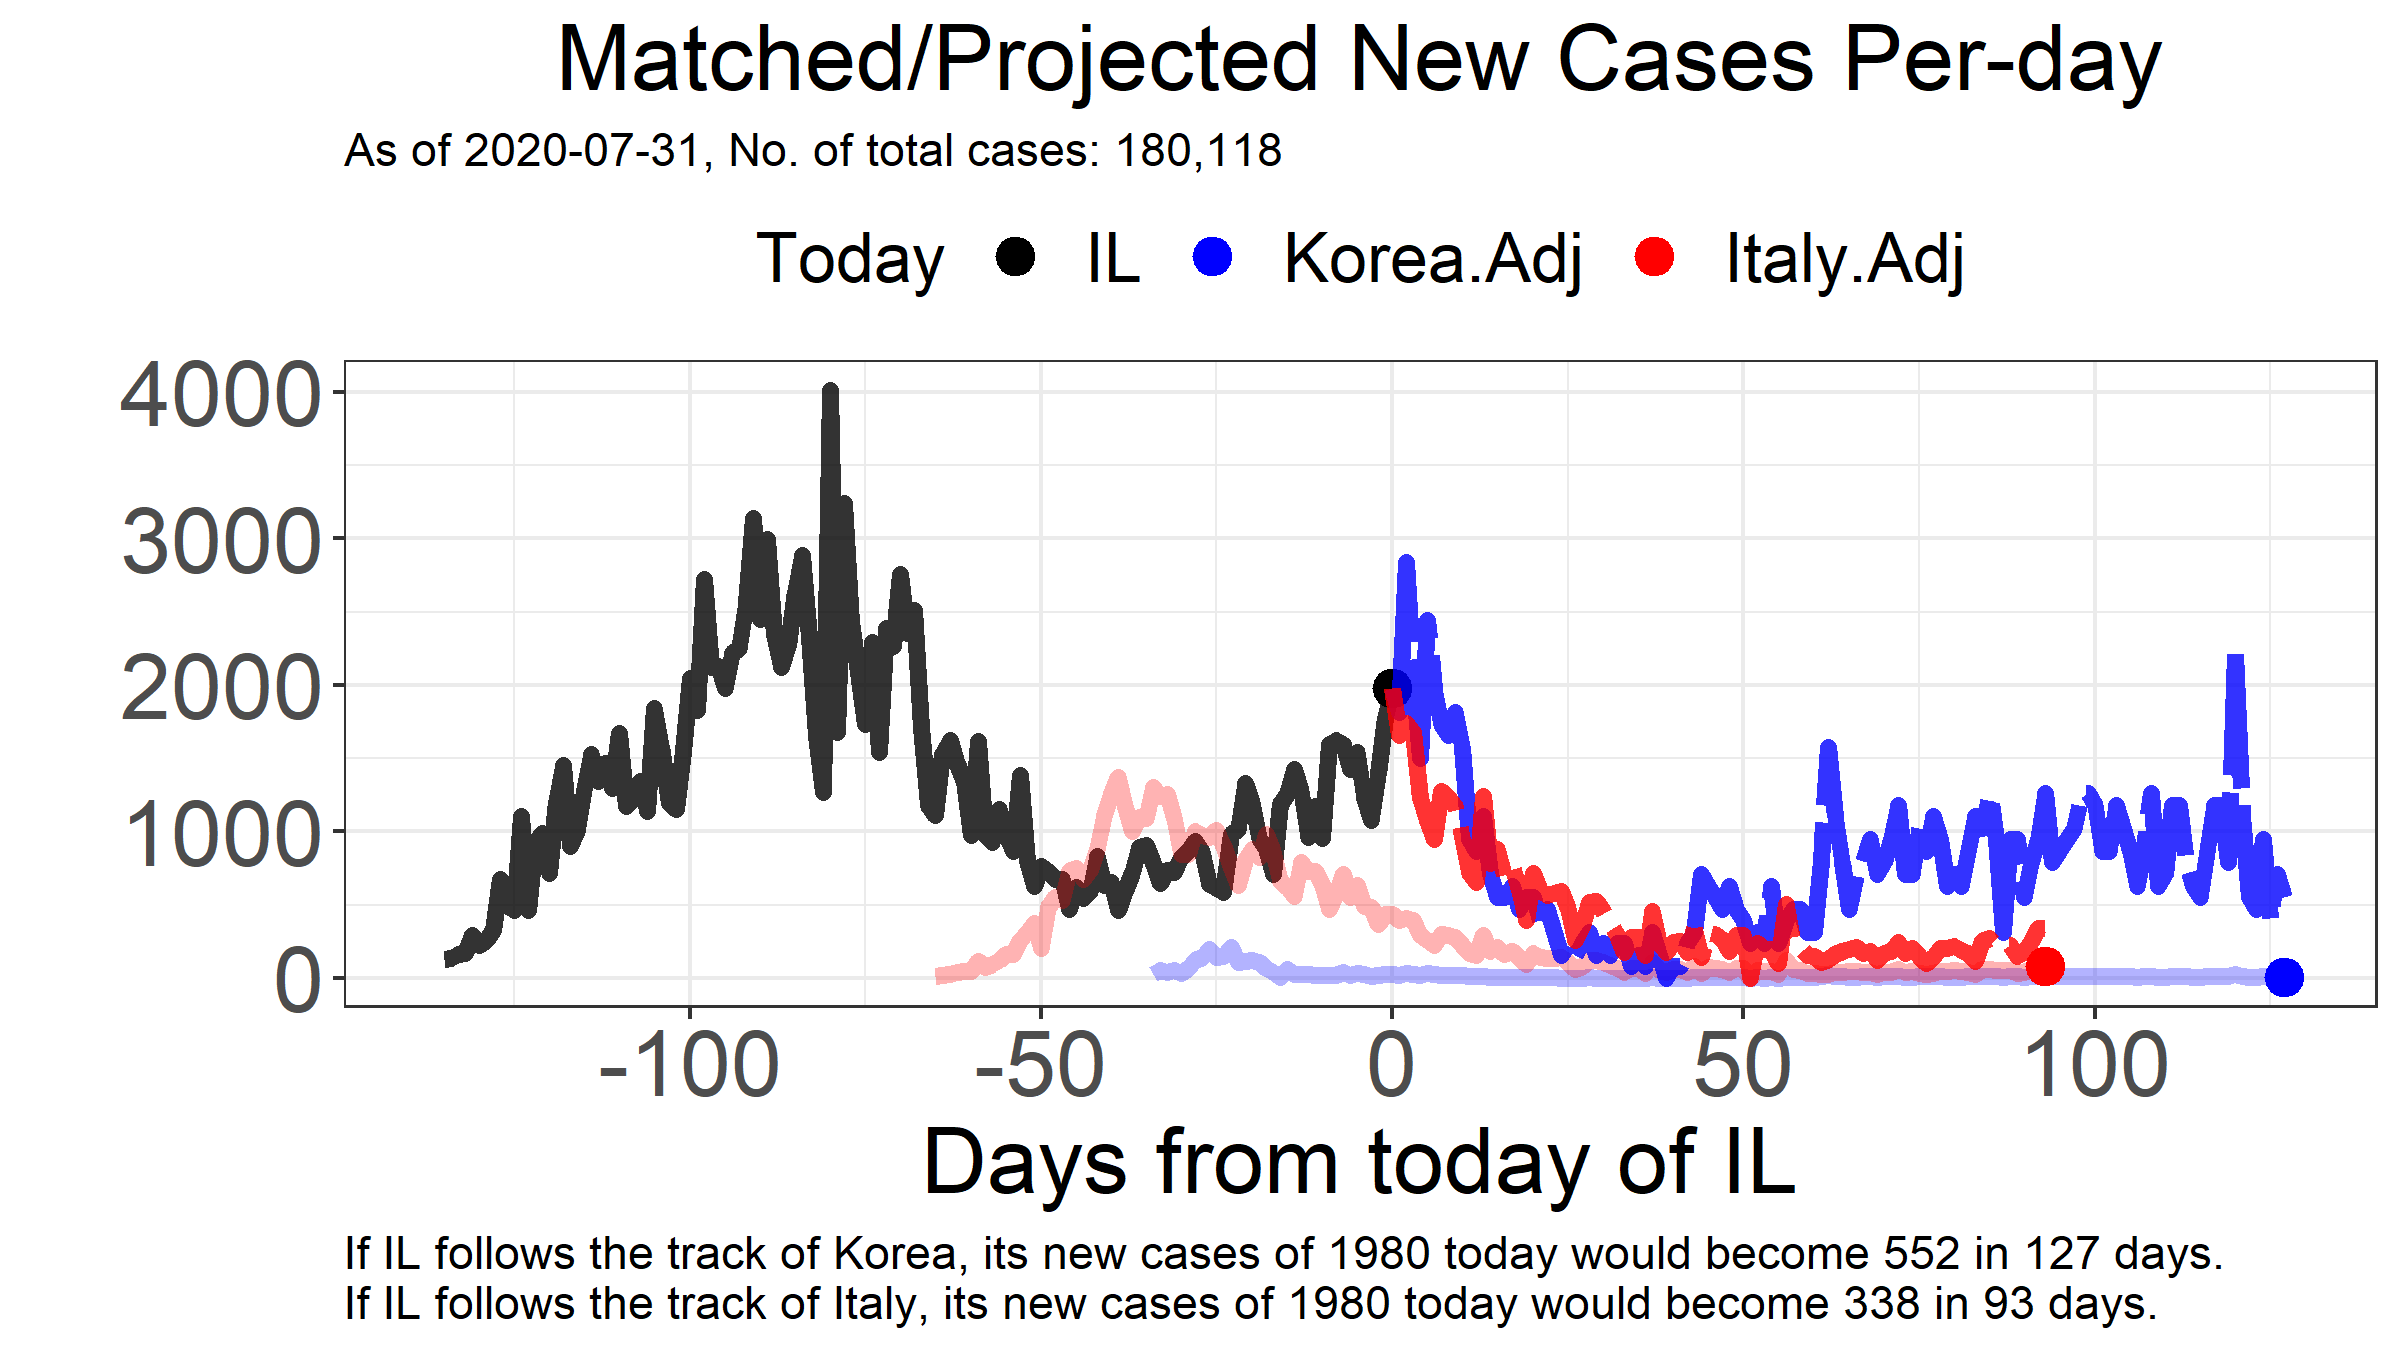 Matched/Projected New Cases Per-day
As of 2020-07-31, No. of total cases: 180,118
Today IL Korea.Adj Italy.Adj
4000
3000
2000
1000
0
-100 -50 0 50 100
Days from today of IL
If IL follows the track of Korea, its new cases of 1980 today would become 552 in 127 days.
If IL follows the track of Italy, its new cases of 1980 today would become 338 in 93 days.